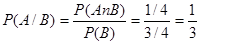 P(A/B) = P(AnB)/P(B) = 1/4 / 3/4 = 1/3